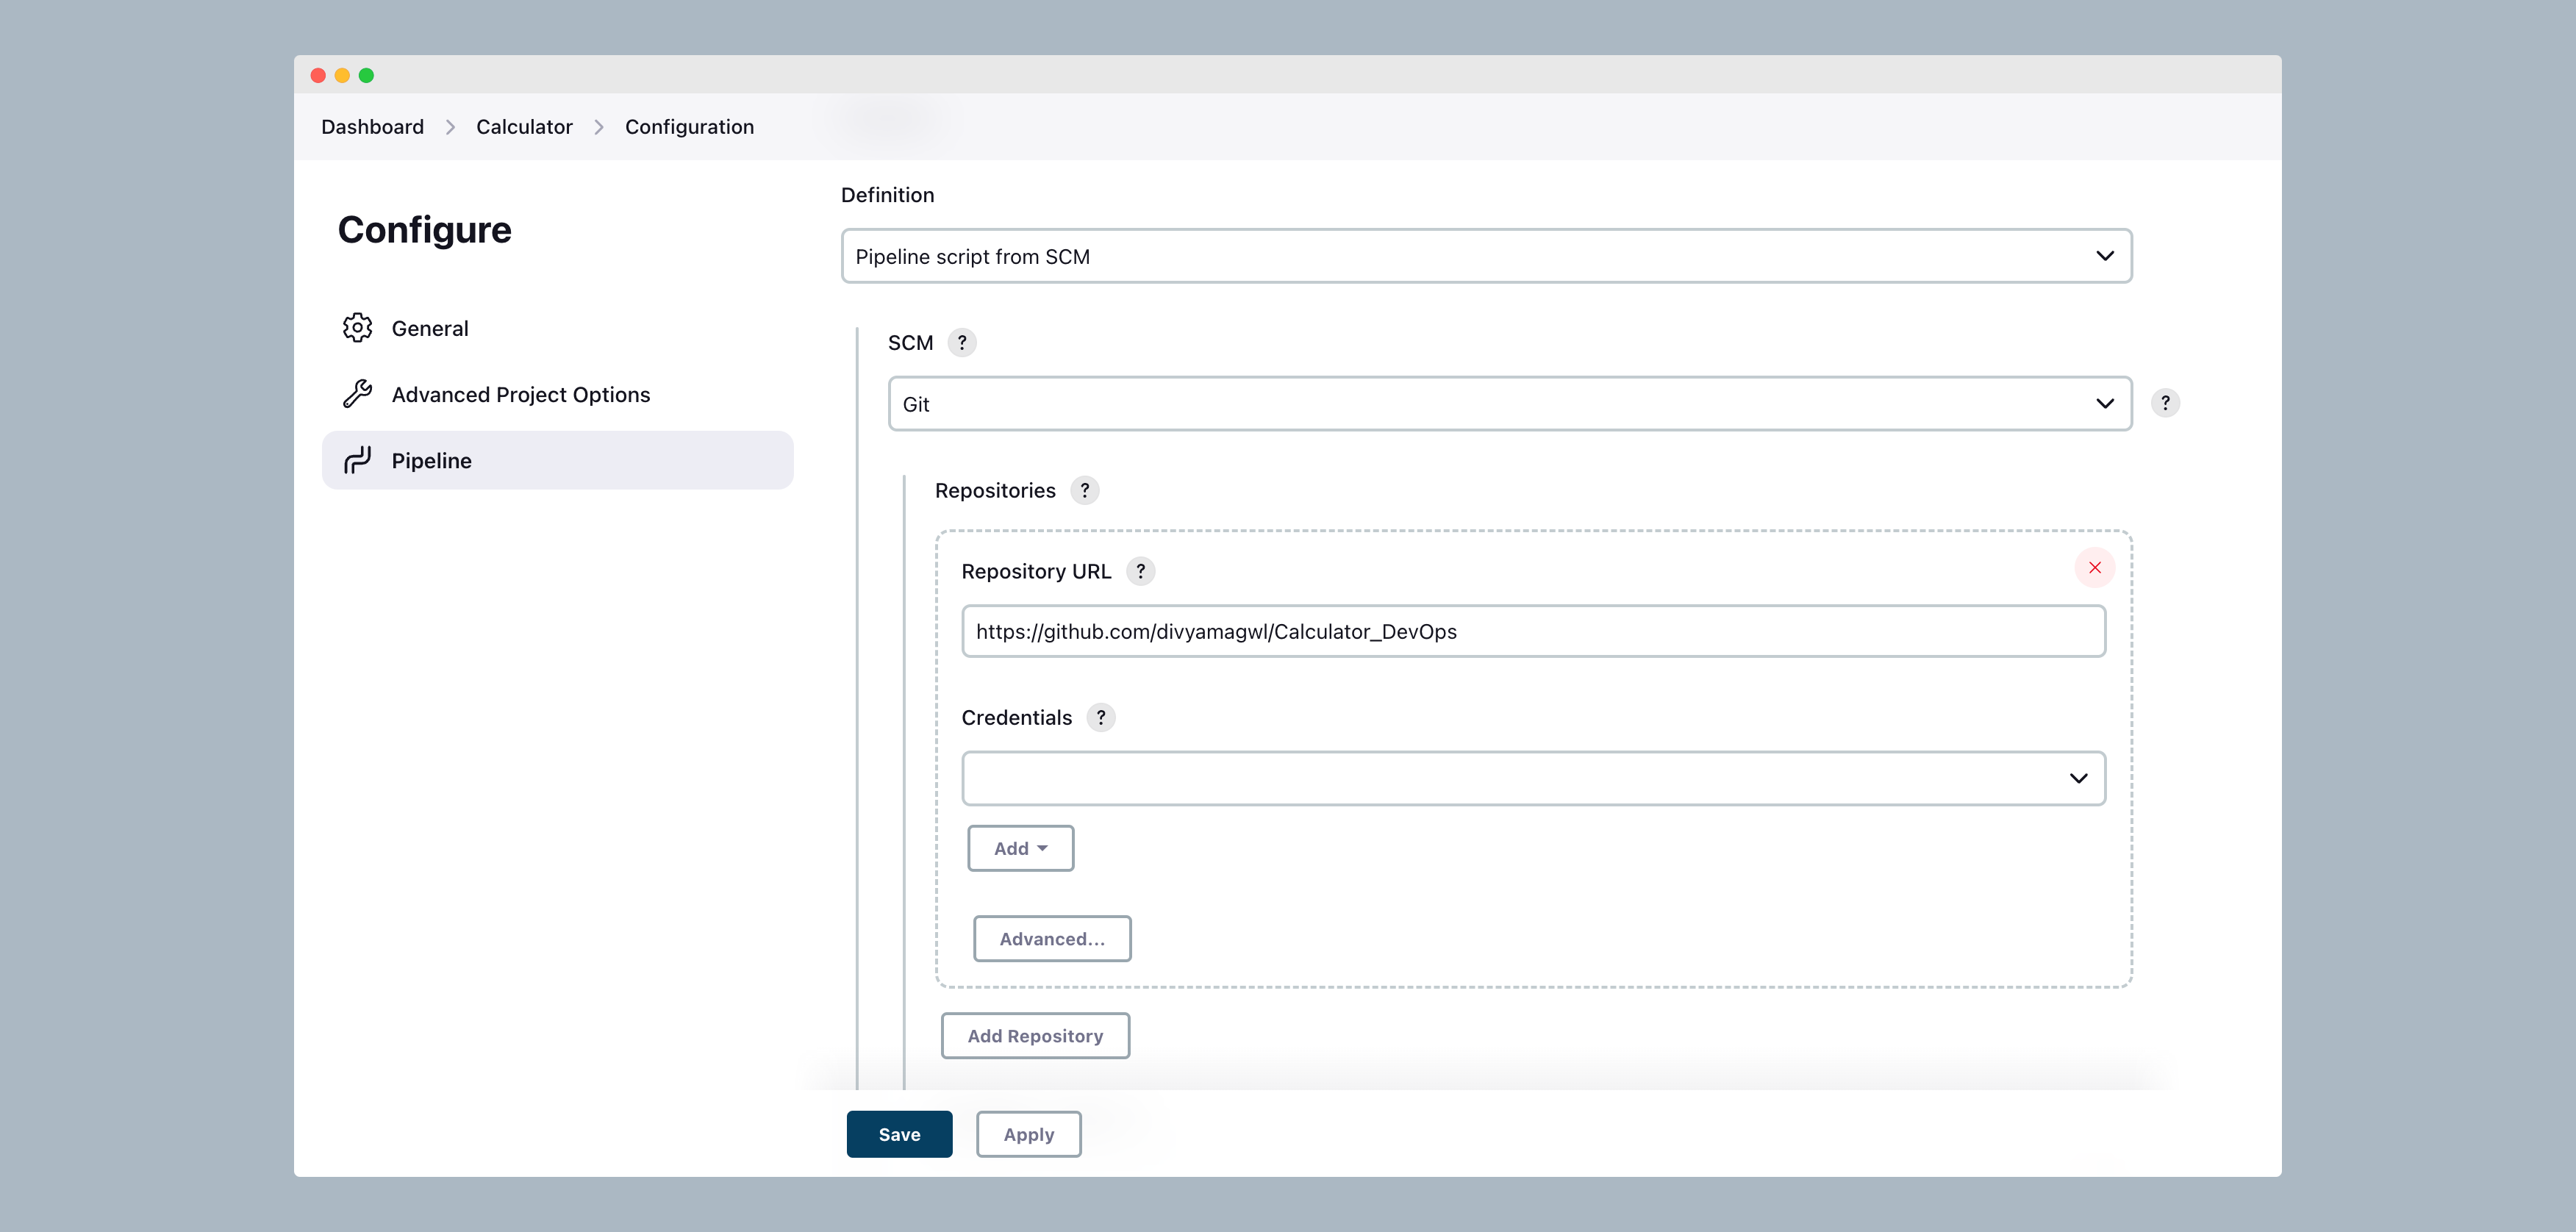 Dashboard > Calculator > Configuration
Configure
General
Advanced Project Options
Pipeline
Definition
Pipeline script from SCM
SCM ?
Git
?
Repositories ?
Repository URL ?
https://github.com/divyamagwl/Calculator_DevOps
Credentials ?
Add
Advanced...
Add Repository
Save Apply